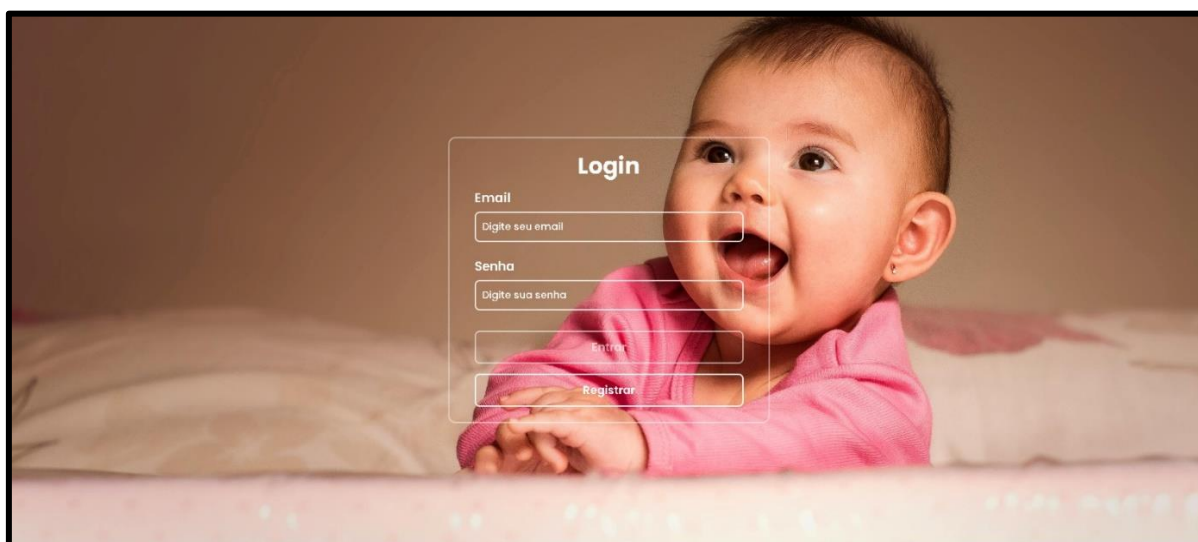 Login
Email
Digite seu email
Senha
Digite sua senha
Entrar
Registrar